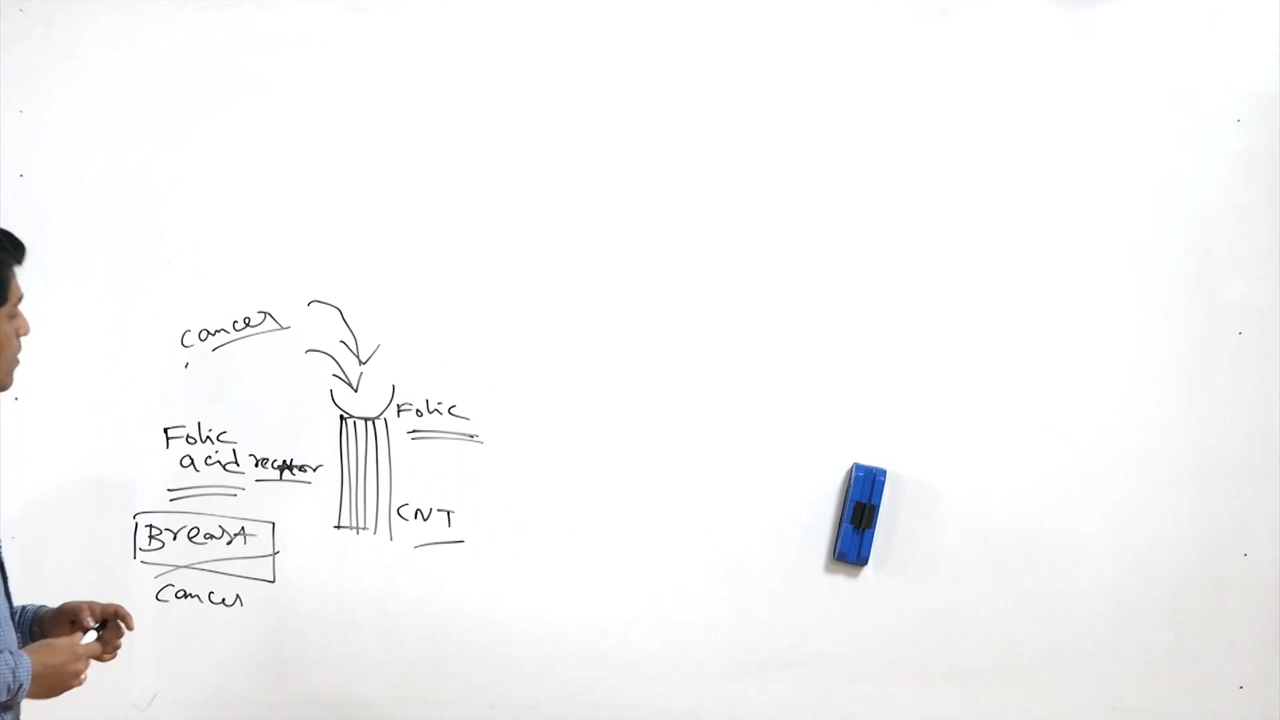 cancer
Folic
Folic
acid receptor
CNT
Breast
cancer